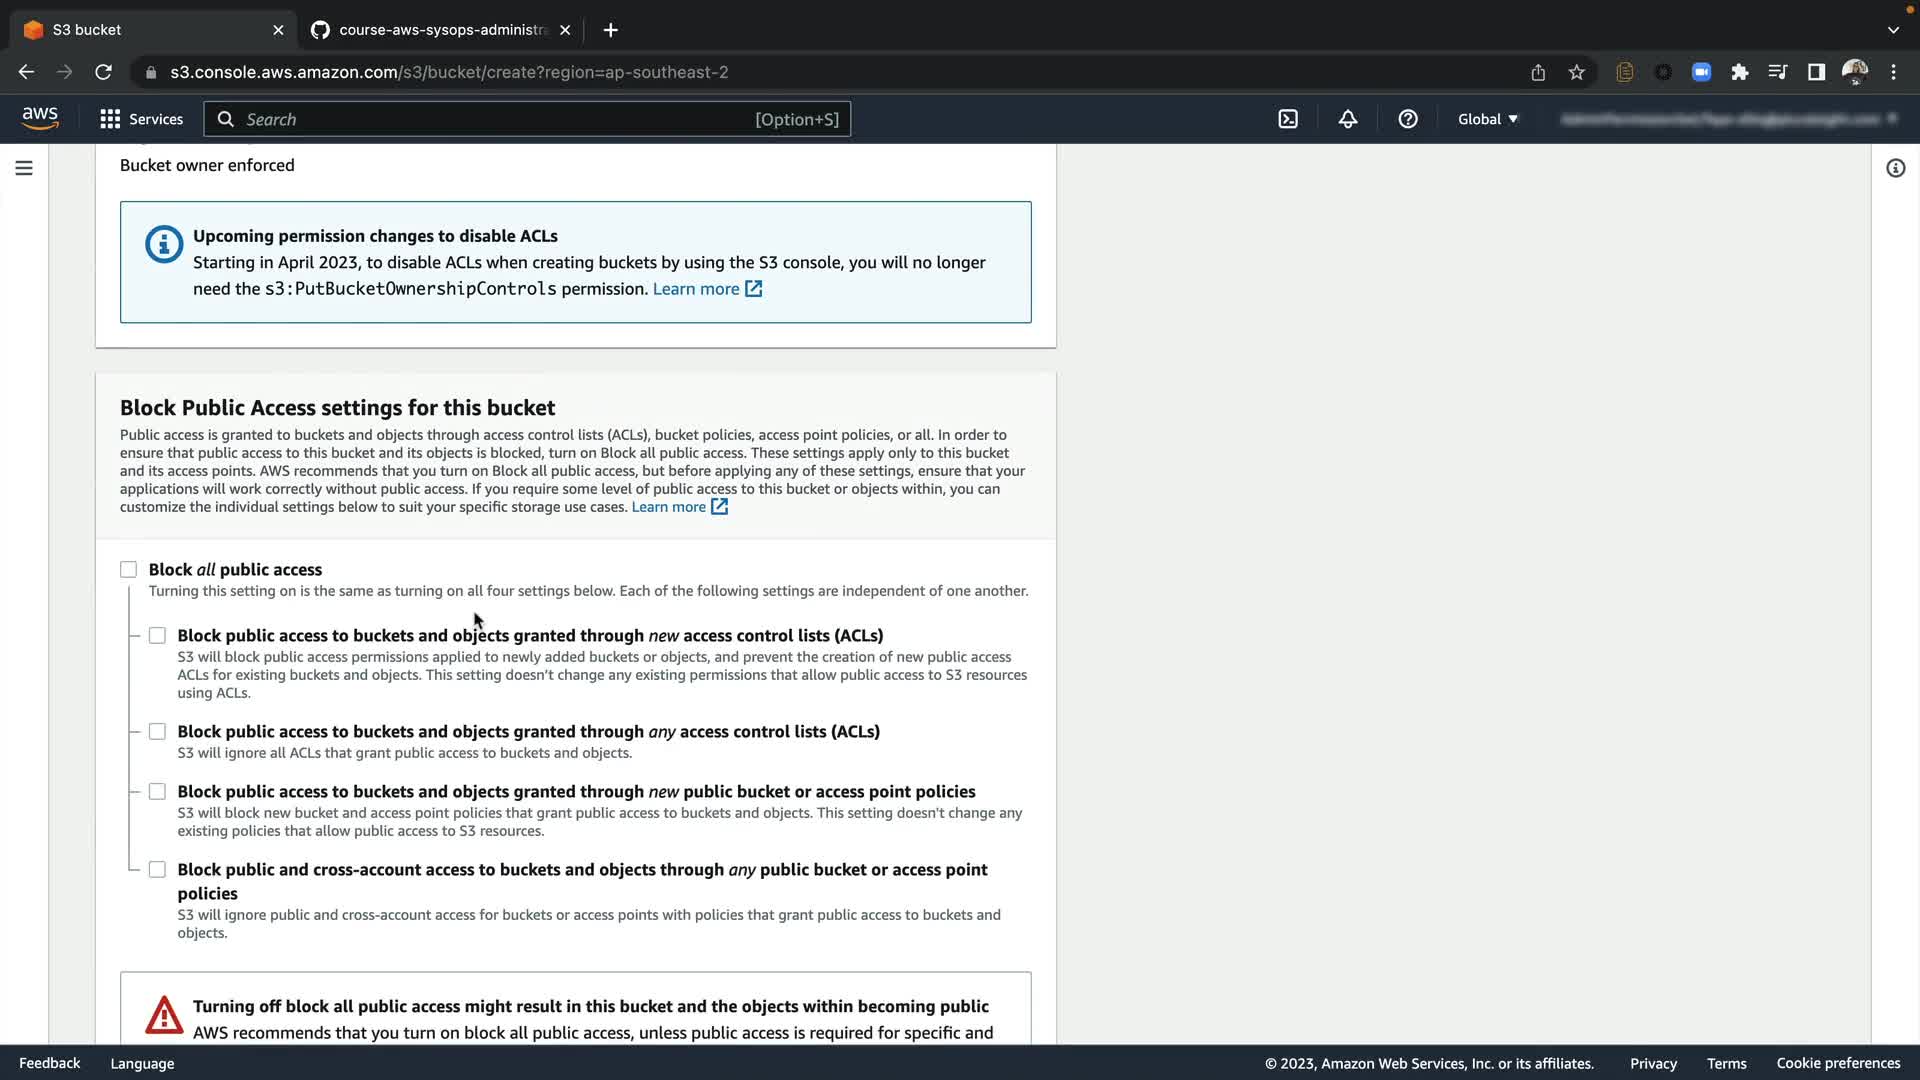 S3 bucket
course-aws-sysops-administra
s3.console.aws.amazon.com/s3/bucket/create?region=ap-southeast-2
aws
Services
Search
[Option+S]
Global
Bucket owner enforced
Upcoming permission changes to disable ACLs
Starting in April 2023, to disable ACLs when creating buckets by using the S3 console, you will no longer
need the s3:PutBucketOwnershipControls permission. Learn more
Block Public Access settings for this bucket
Public access is granted to buckets and objects through access control lists (ACLs), bucket policies, access point policies, or all. In order to
ensure that public access to this bucket and its objects is blocked, turn on Block all public access. These settings apply only to this bucket
and its access points. AWS recommends that you turn on Block all public access, but before applying any of these settings, ensure that your
applications will work correctly without public access. If you require some level of public access to this bucket or objects within, you can
customize the individual settings below to suit your specific storage use cases. Learn more
Block all public access
Turning this setting on is the same as turning on all four settings below. Each of the following settings are independent of one another.
Block public access to buckets and objects granted through new access control lists (ACLs)
S3 will block public access permissions applied to newly added buckets or objects, and prevent the creation of new public access
ACLs for existing buckets and objects. This setting doesn't change any existing permissions that allow public access to S3 resources
using ACLs.
Block public access to buckets and objects granted through any access control lists (ACLs)
S3 will ignore all ACLs that grant public access to buckets and objects.
Block public access to buckets and objects granted through new public bucket or access point policies
S3 will block new bucket and access point policies that grant public access to buckets and objects. This setting doesn't change any
existing policies that allow public access to S3 resources.
Block public and cross-account access to buckets and objects through any public bucket or access point
policies
S3 will ignore public and cross-account access for buckets or access points with policies that grant public access to buckets and
objects.
Turning off block all public access might result in this bucket and the objects within becoming public
AWS recommends that you turn on block all public access, unless public access is required for specific and
Feedback
Language
© 2023, Amazon Web Services, Inc. or its affiliates.
Privacy
Terms
Cookie preferences